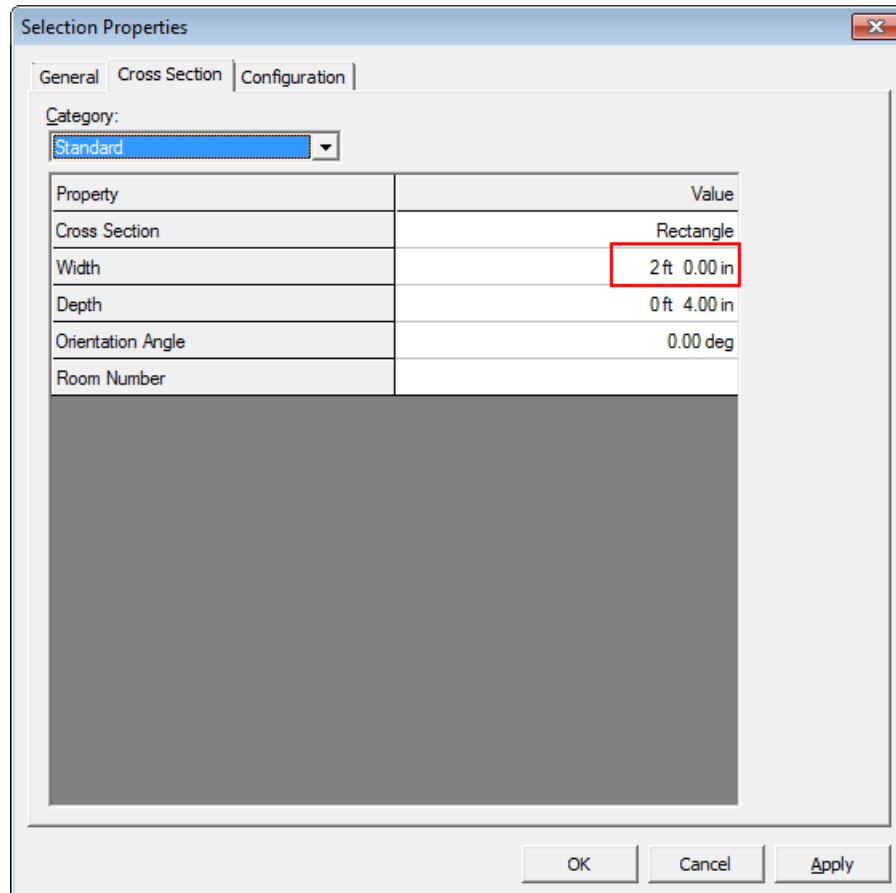 Selection Properties
General Cross Section Configuration
Category:
Standard
Property Value
Cross Section Rectangle
Width 2 ft 0.00 in
Depth 0 ft 4.00 in
Orientation Angle 0.00 deg
Room Number
OK Cancel Apply